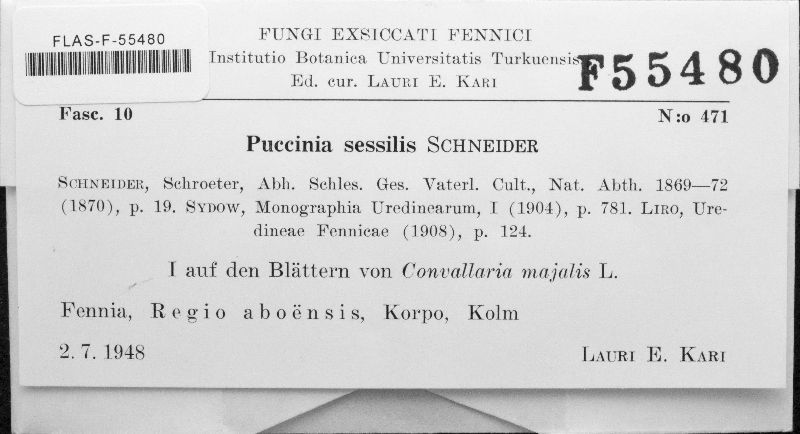 FUNGI EXSICCATI FENNICI
FLAS-F-55480
Institutio Botanica Universitatis Turkuensis
F55480
Ed. cur. LAURI E. KARI
Fasc. 10
N:o 471
Puccinia sessilis SCHNEIDER
SCHNEIDER, Schroeter, Abh. Schles. Ges. Vaterl. Cult., Nat. Abth. 1869—72
(1870), p. 19. SYDOW, Monographia Uredinearum, I (1904), p. 781. LIRO, Ure-
dineae Fennicae (1908), p. 124.
I auf den Blättern von Convallaria majalis L.
Fennia, Regio aboënsis, Korpo, Kolm
2. 7. 1948
LAURI E. KARI